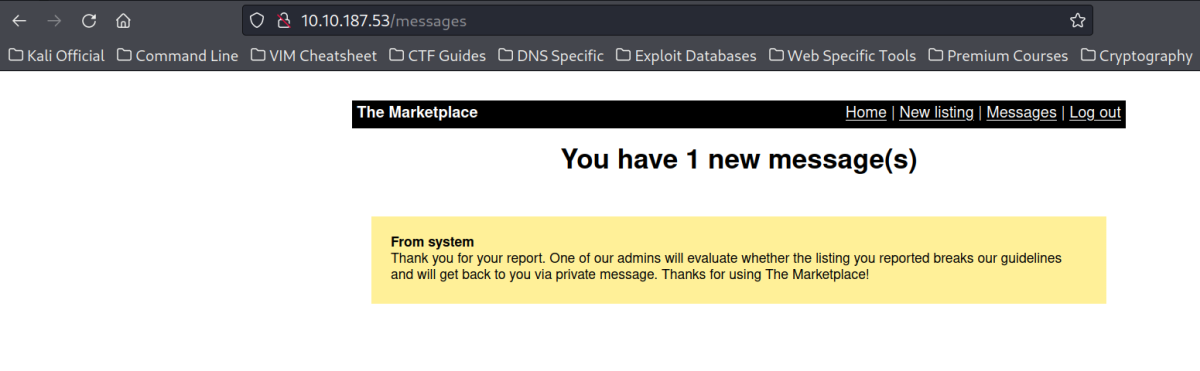 10.10.187.53/messages
Kali Official Command Line VIM Cheatsheet CTF Guides DNS Specific Exploit Databases Web Specific Tools Premium Courses Cryptography
The Marketplace Home | New listing | Messages | Log out
You have 1 new message(s)
From system
Thank you for your report. One of our admins will evaluate whether the listing you reported breaks our guidelines
and will get back to you via private message. Thanks for using The Marketplace!